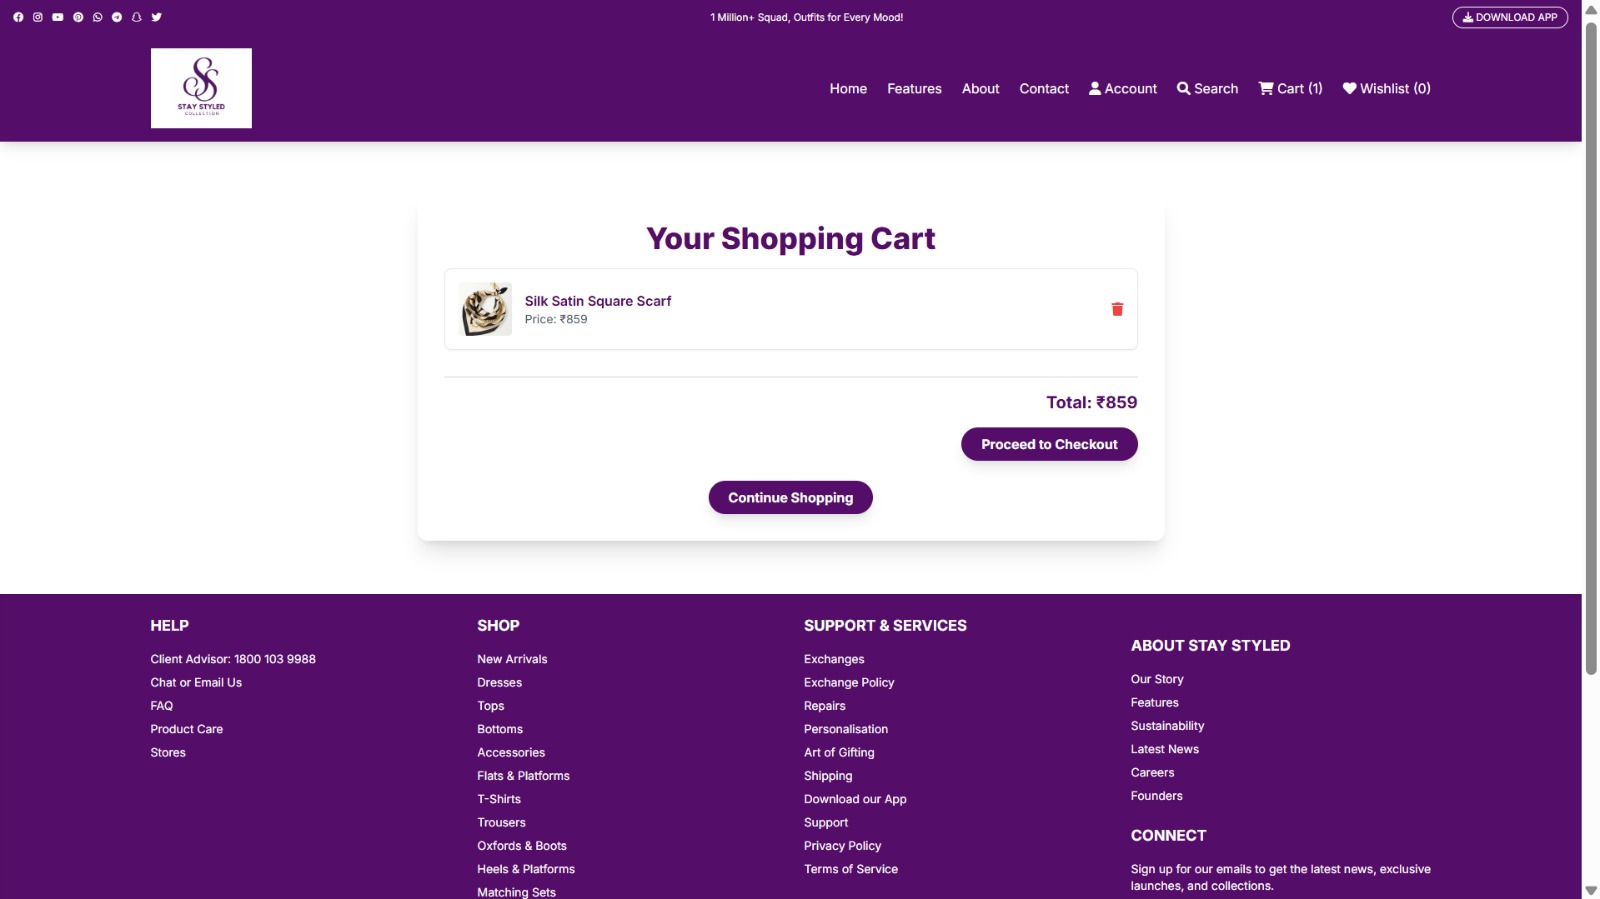 1 Million+ Squad, Outfits for Every Mood!
DOWNLOAD APP
SS
STAY STYLED
COLLECTION
Home
Features
About
Contact
Account
Search
Cart (1)
Wishlist (0)
Your Shopping Cart
Silk Satin Square Scarf
Price: ₹859
Total: ₹859
Proceed to Checkout
Continue Shopping
HELP
Client Advisor: 1800 103 9988
Chat or Email Us
FAQ
Product Care
Stores
SHOP
New Arrivals
Dresses
Tops
Bottoms
Accessories
Flats & Platforms
T-Shirts
Trousers
Oxfords & Boots
Heels & Platforms
Matching Sets
SUPPORT & SERVICES
Exchanges
Exchange Policy
Repairs
Personalisation
Art of Gifting
Shipping
Download our App
Support
Privacy Policy
Terms of Service
ABOUT STAY STYLED
Our Story
Features
Sustainability
Latest News
Careers
Founders
CONNECT
Sign up for our emails to get the latest news, exclusive
launches, and collections.